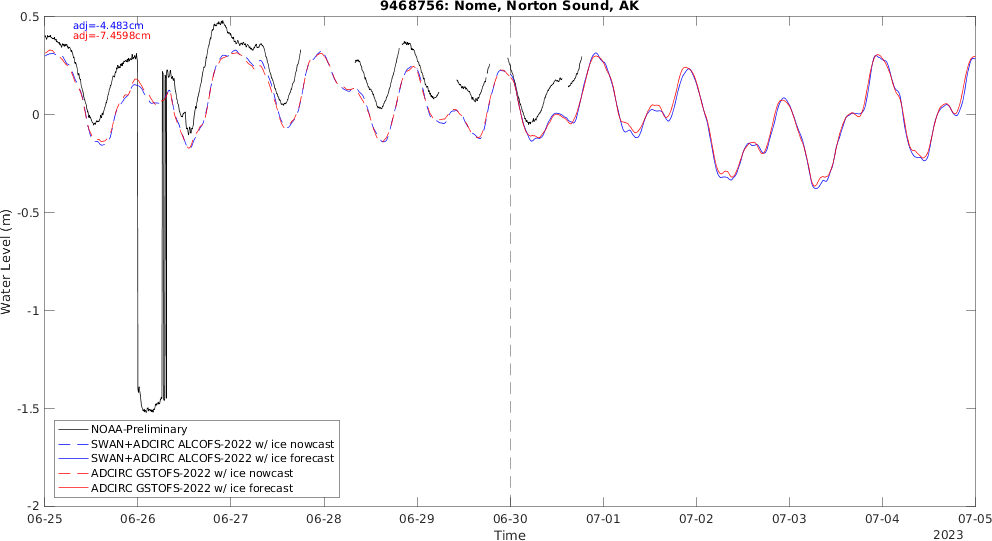 9468756: Nome, Norton Sound, AK
adj=-4.483cm
adj=-7.4598cm
0.5
0
-0.5
-1
-1.5
-2
Water Level (m)
NOAA-Preliminary
SWAN+ADCIRC ALCOFS-2022 w/ ice nowcast
SWAN+ADCIRC ALCOFS-2022 w/ ice forecast
ADCIRC GSTOFS-2022 w/ ice nowcast
ADCIRC GSTOFS-2022 w/ ice forecast
06-25 06-26 06-27 06-28 06-29 06-30 07-01 07-02 07-03 07-04 07-05
Time
2023